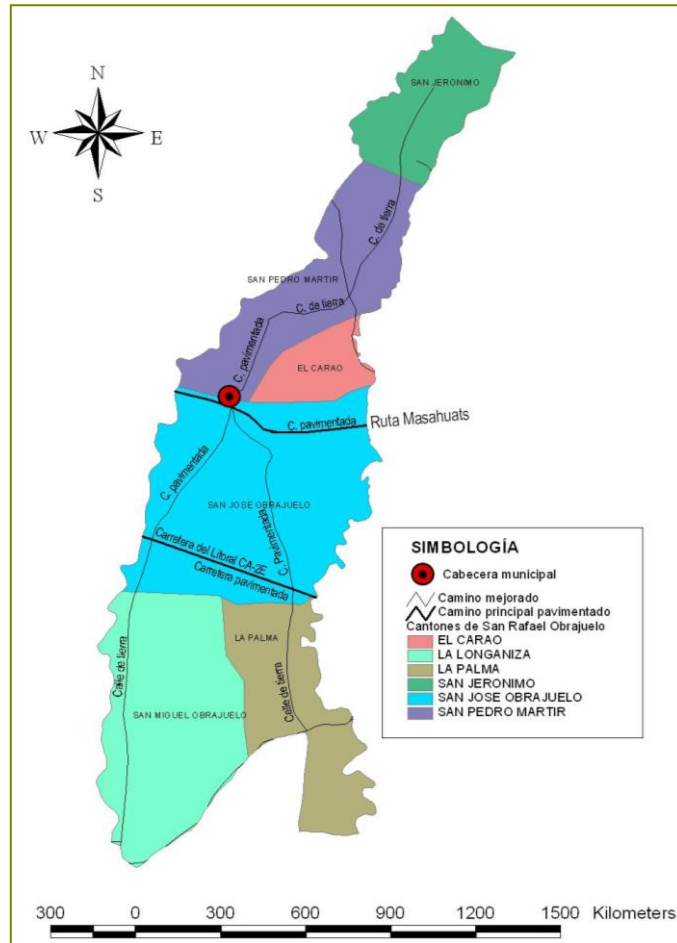 N
W E
S
SAN JERONIMO
C. de tierra
SAN PEDRO MARTIR
C. de tierra
C. pavimentada
EL CARAO
C. pavimentada
Ruta Masahuats
C. pavimentada
SAN JOSE OBRAJUELO
C. Pavimentada
Carretera del Litoral CA-2E
Carretera pavimentada
LA PALMA
Calle de tierra
SAN MIGUEL OBRAJUELO
Calle de tierra
SIMBOLOGÍA
Cabecera municipal
Camino mejorado
Camino principal pavimentado
Cantones de San Rafael Obrajuelo
EL CARAO
LA LONGANIZA
LA PALMA
SAN JERONIMO
SAN JOSE OBRAJUELO
SAN PEDRO MARTIR
300 0 300 600 900 1200 1500 Kilometers